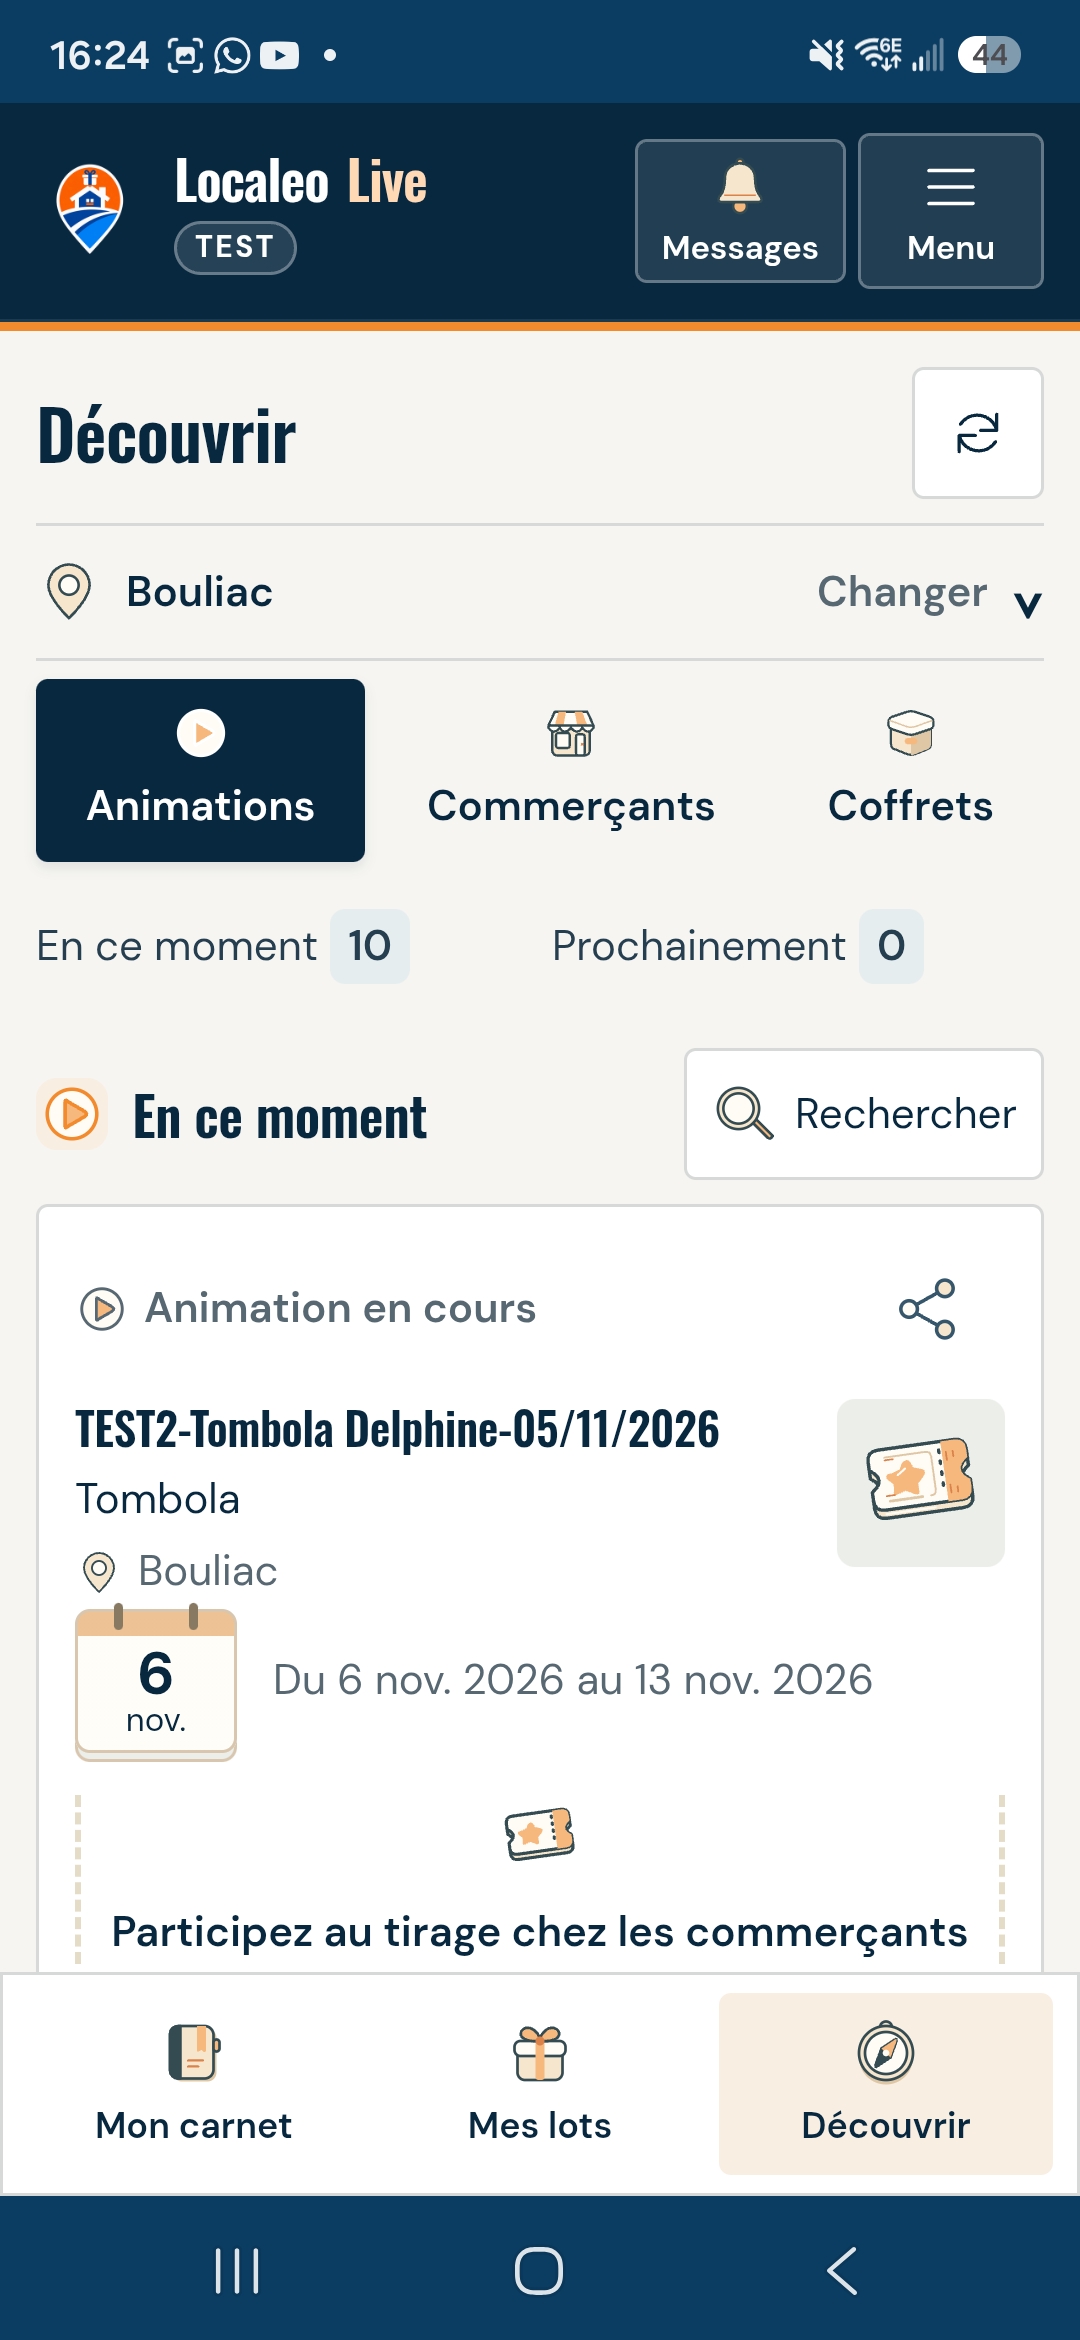 16:24
6E
44
Localeo Live
TEST
Messages
Menu
Découvrir
Bouliac
Changer
Animations
Commerçants
Coffrets
En ce moment 10
Prochainement 0
En ce moment
Rechercher
Animation en cours
TEST2-Tombola Delphine-05/11/2026
Tombola
Bouliac
6
nov.
Du 6 nov. 2026 au 13 nov. 2026
Participez au tirage chez les commerçants
Mon carnet
Mes lots
Découvrir